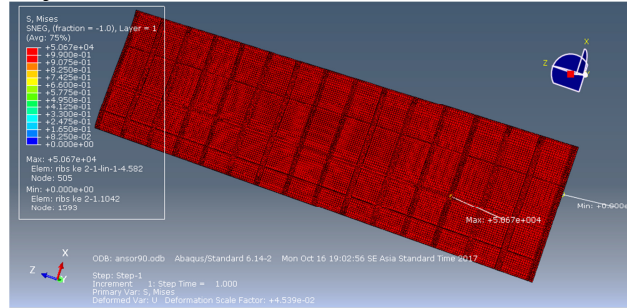 S, Mises
SNEG, (fraction = -1.0), Layer = 1
(Avg: 75%)
+5.067e+04
+9.900e-01
+9.075e-01
+8.250e-01
+7.425e-01
+6.600e-01
+5.775e-01
+4.950e-01
+4.125e-01
+3.300e-01
+2.475e-01
+1.650e-01
+8.250e-02
+0.000e+00
Max: +5.067e+04
Elem: ribs ke 2-1-lin-1-4.582
Node: 505
Min: +0.000e+00
Elem: ribs ke 2-1.1042
Node: 1393
X
Z
Max: +5.067e+004
Min: +0.000e
X
Z
Y
ODB: ansor90.odb Abaqus/Standard 6.14-2 Mon Oct 16 19:02:56 SE Asia Standard Time 2017
Step: Step-1
Increment 1: Step Time = 1.000
Primary Var: S, Mises
Deformed Var: U Deformation Scale Factor: +4.539e-02